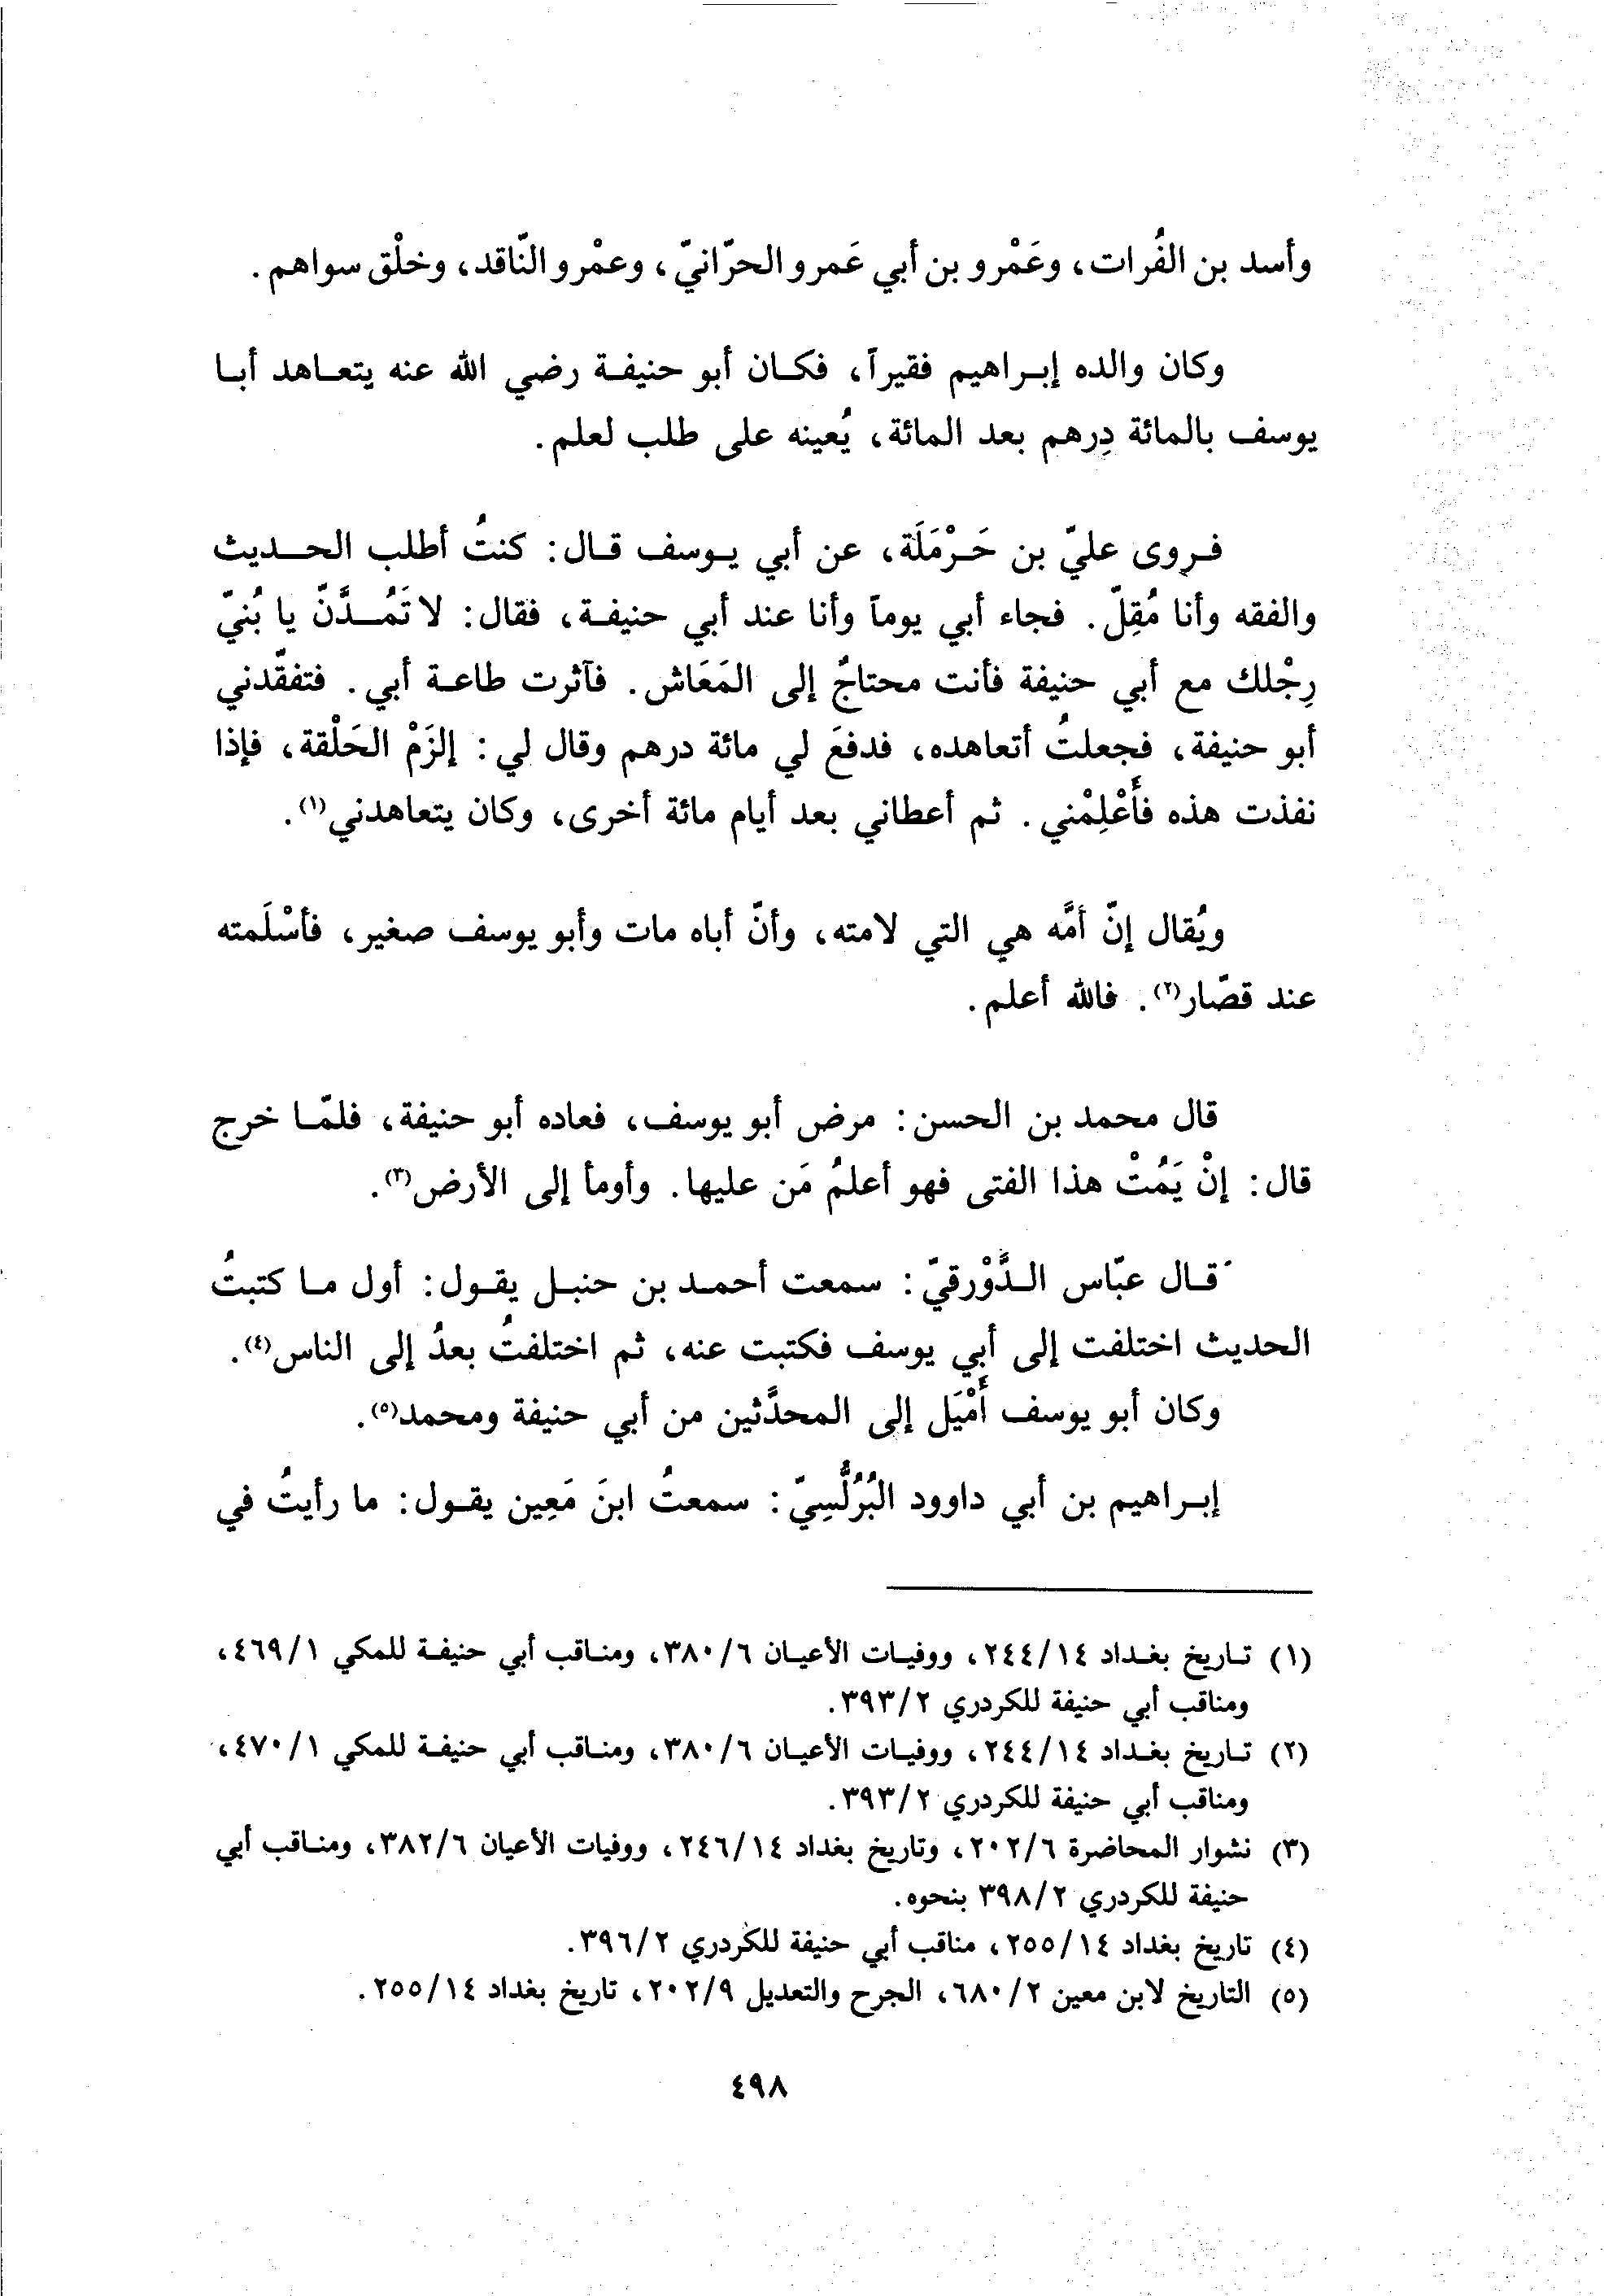 وأسد بن الفُرات، وعَمْرو بن أبي عَمرو الحرّانيّ، وعمْرو النّاقد، وخلْق سواهم.
وكان والده إبراهيم فقيراً، فكان أبو حنيفة رضي الله عنه يتعاهد أبا
يوسف بالمائة دِرهم بعد المائة، يُعينه على طلب لعلم.
فروى عليّ بن حَرْمَلَة، عن أبي يوسف قال: كنتُ أطلب الحديث
والفقه وأنا مُقِلّ. فجاء أبي يوماً وأنا عند أبي حنيفة، فقال: لا تَمُدَّنّ يا بُنيّ
رِجْلك مع أبي حنيفة فأنت محتاجٌ إلى المَعَاش. فآثرت طاعة أبي. فتفقّدني
أبو حنيفة، فجعلتُ أتعاهده، فدفعَ لي مائة درهم وقال لي: إلزَمْ الحَلْقة، فإذا
نفذت هذه فأَعْلِمْني. ثم أعطاني بعد أيام مائة أخرى، وكان يتعاهدني(١).
ويُقال إنّ أمَّه هي التي لامته، وأنّ أباه مات وأبو يوسف صغير، فأسْلَمته
عند قصّار(٢). فالله أعلم.
قال محمد بن الحسن: مرض أبو يوسف، فعاده أبو حنيفة، فلمّا خرج
قال: إنْ يَمُتْ هذا الفتى فهو أعلمُ مَن عليها. وأومأ إلى الأرض(٣).
قال عبّاس الدَّوْرقيّ: سمعت أحمد بن حنبل يقول: أول ما كتبتُ
الحديث اختلفت إلى أبي يوسف فكتبت عنه، ثم اختلفتُ بعدُ إلى الناس(٤).
وكان أبو يوسف أَمْيَل إلى المحدَّثين من أبي حنيفة ومحمد(٥).
إبراهيم بن أبي داوود البُرُلُّسِيّ: سمعتُ ابنَ مَعِين يقول: ما رأيتُ في
(١) تاريخ بغداد ٢٤٤/١٤، ووفيات الأعيان ٣٨٠/٦، ومناقب أبي حنيفة للمكي ٤٦٩/١،
ومناقب أبي حنيفة للكردري ٣٩٣/٢.
(٢) تاريخ بغداد ٢٤٤/١٤، ووفيات الأعيان ٣٨٠/٦، ومناقب أبي حنيفة للمكي ٤٧٠/١،
ومناقب أبي حنيفة للكردري ٣٩٣/٢.
(٣) نشوار المحاضرة ٢٠٢/٦، وتاريخ بغداد ٢٤٦/١٤، ووفيات الأعيان ٣٨٢/٦، ومناقب أبي
حنيفة للكردري ٣٩٨/٢ بنحوه.
(٤) تاريخ بغداد ٢٥٥/١٤، مناقب أبي حنيفة للكردري ٣٩٦/٢.
(٥) التاريخ لابن معين ٦٨٠/٢، الجرح والتعديل ٢٠٢/٩، تاريخ بغداد ٢٥٥/١٤.
٤٩٨